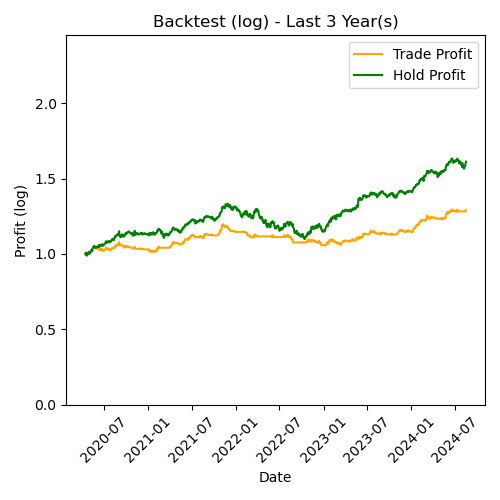 Backtest (log) - Last 3 Year(s)
Trade Profit
Hold Profit
Profit (log)
2.0
1.5
1.0
0.5
0.0
2020-07
2021-01
2021-07
2022-01
2022-07
2023-01
2023-07
2024-01
2024-07
Date